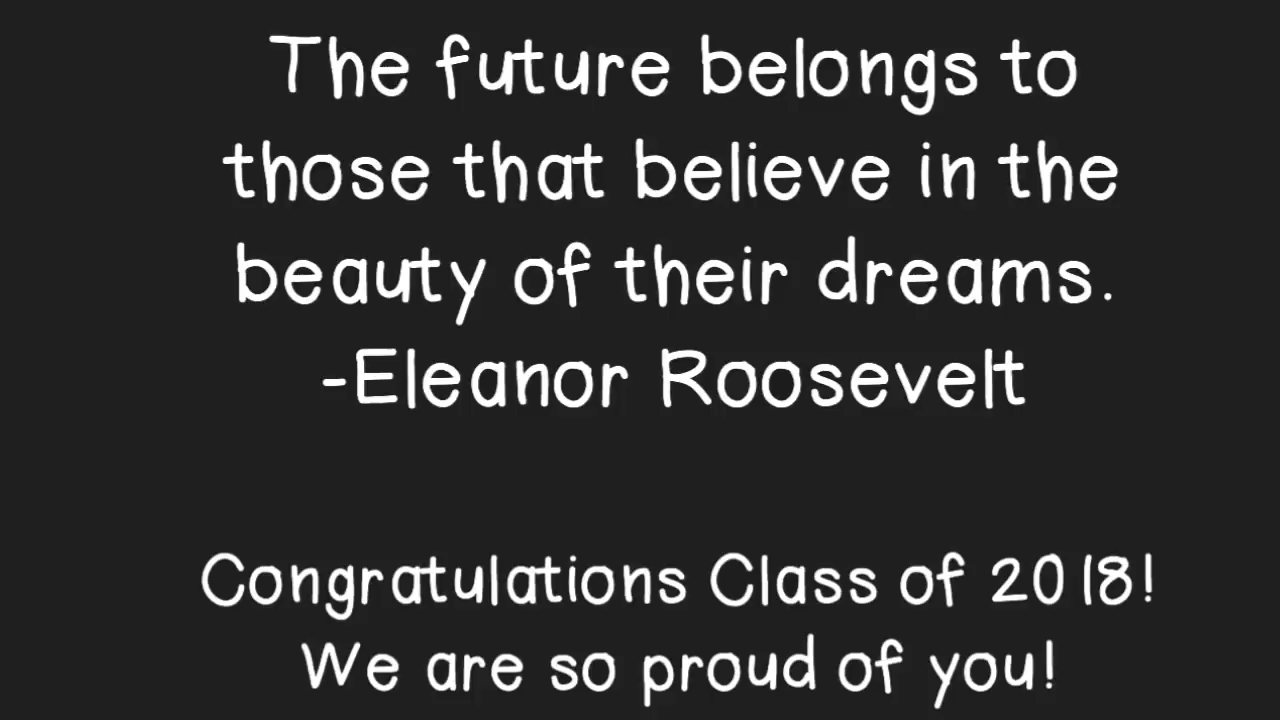 The future belongs to
those that believe in the
beauty of their dreams.
-Eleanor Roosevelt
Congratulations Class of 2018!
We are so proud of you!